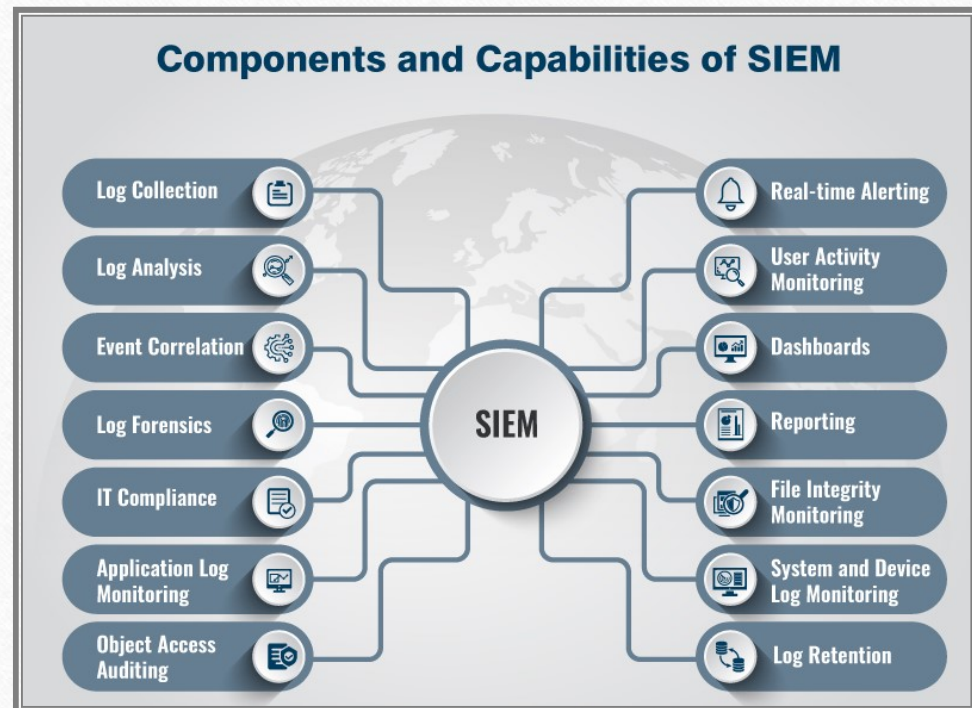 Components and Capabilities of SIEM
Log Collection
Log Analysis
Event Correlation
Log Forensics
IT Compliance
Application Log
Monitoring
Object Access
Auditing
SIEM
Real-time Alerting
User Activity
Monitoring
Dashboards
Reporting
File Integrity
Monitoring
System and Device
Log Monitoring
Log Retention